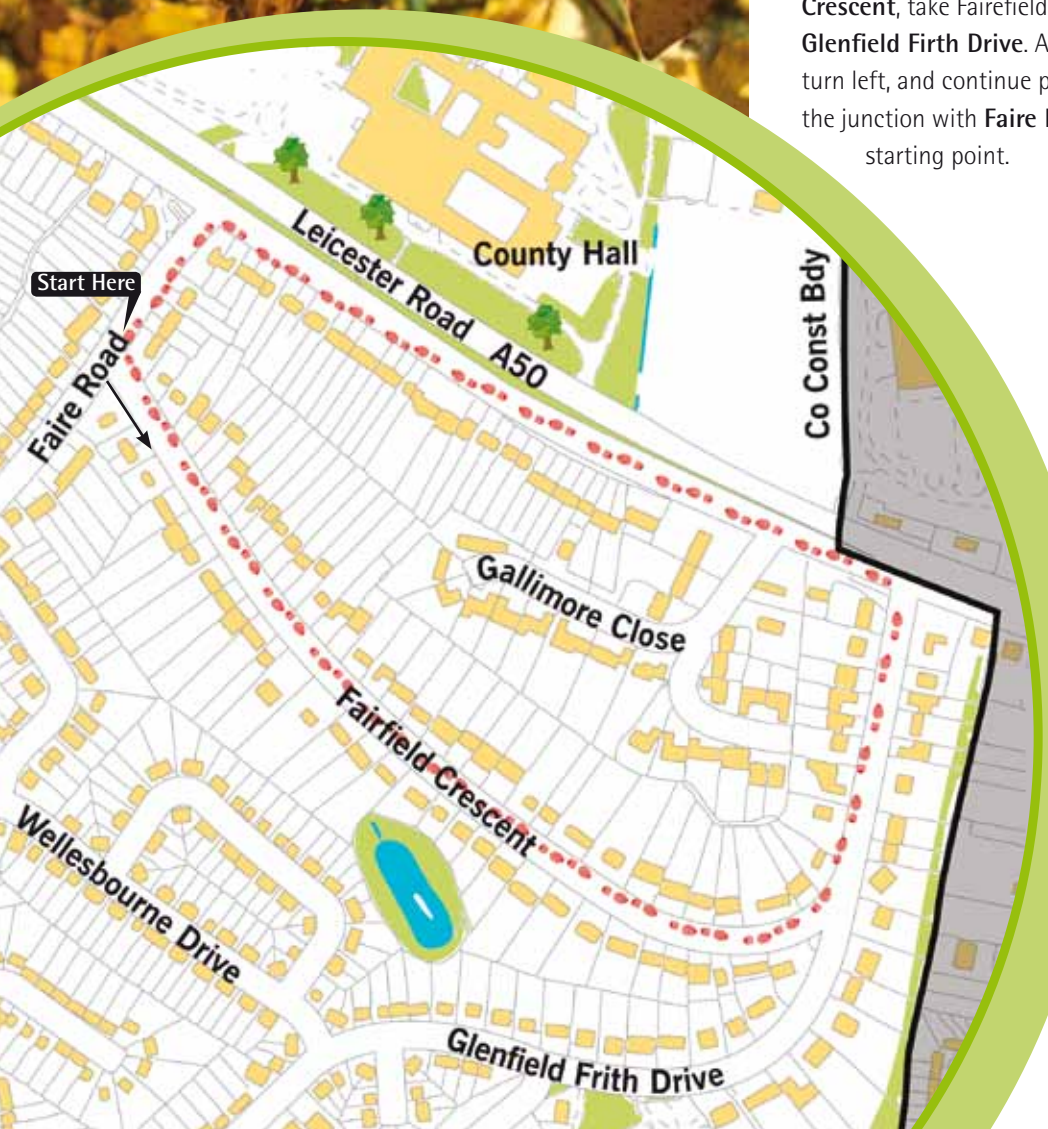 Crescent, take Fairefield
Glenfield Firth Drive. A
turn left, and continue p
the junction with Faire
starting point.
Leicester Road A50
County Hall
Co Const Bdy
Start Here
Faire Road
Gallimore Close
Fairfield Crescent
Wellesbourne Drive
Glenfield Frith Drive